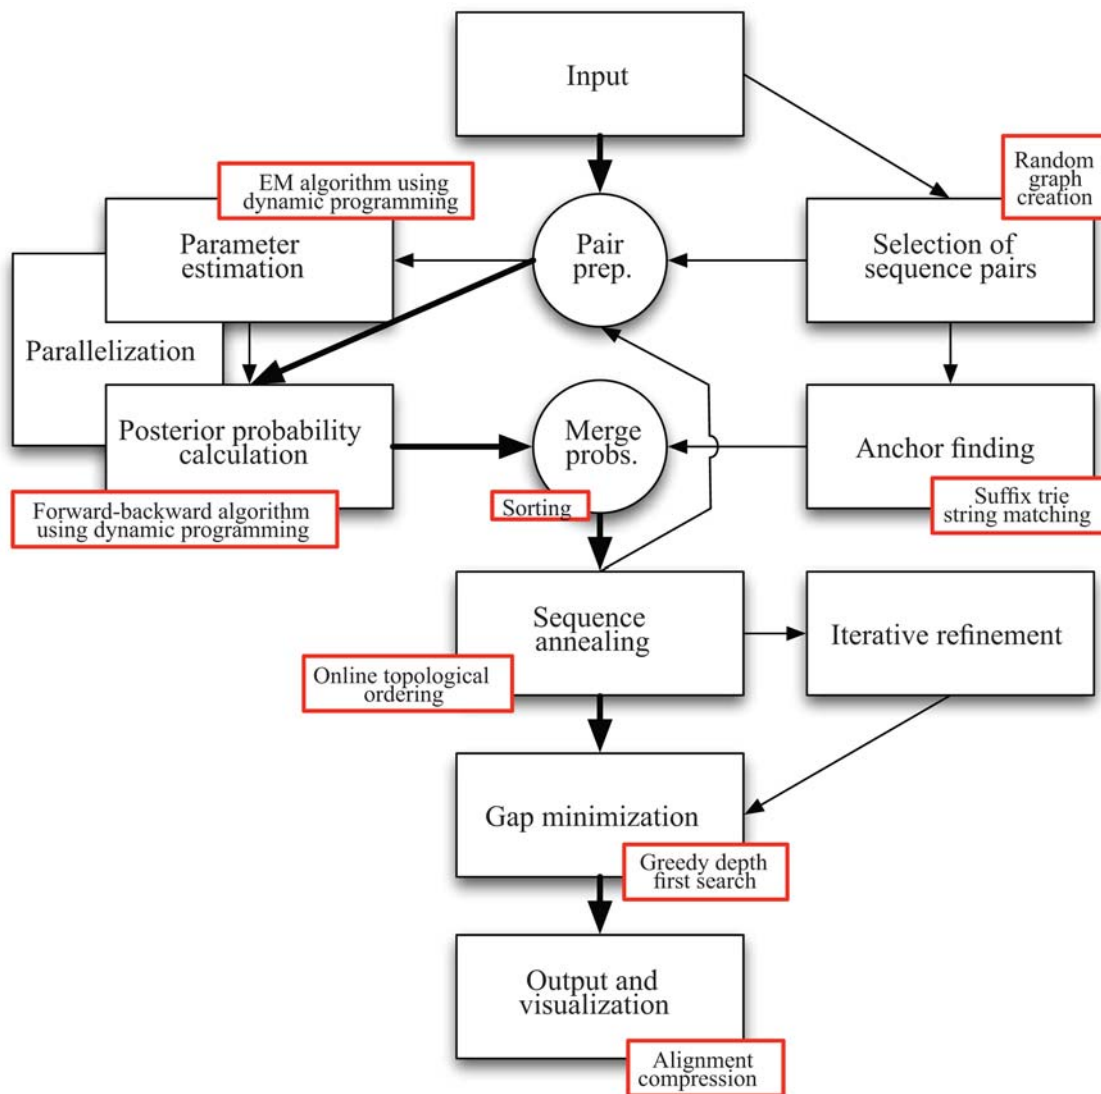 Input
Random
graph
creation
EM algorithm using
dynamic programming
Parameter
estimation
Pair
prep.
Selection of
sequence pairs
Parallelization
Posterior probability
calculation
Merge
probs.
Anchor finding
Forward-backward algorithm
using dynamic programming
Sorting
Suffix trie
string matching
Sequence
annealing
Iterative refinement
Online topological
ordering
Gap minimization
Greedy depth
first search
Output and
visualization
Alignment
compression